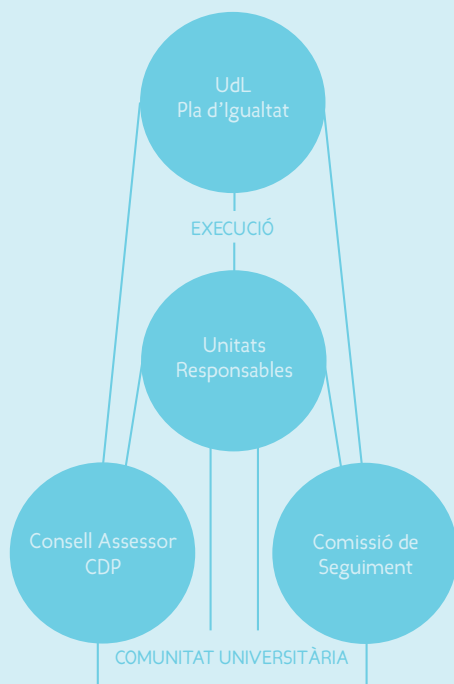 UdL
Pla d'Igualtat
EXECUCIÓ
Unitats
Responsables
Consell Assessor
CDP
Comissió de
Seguiment
COMUNITAT UNIVERSITÀRIA